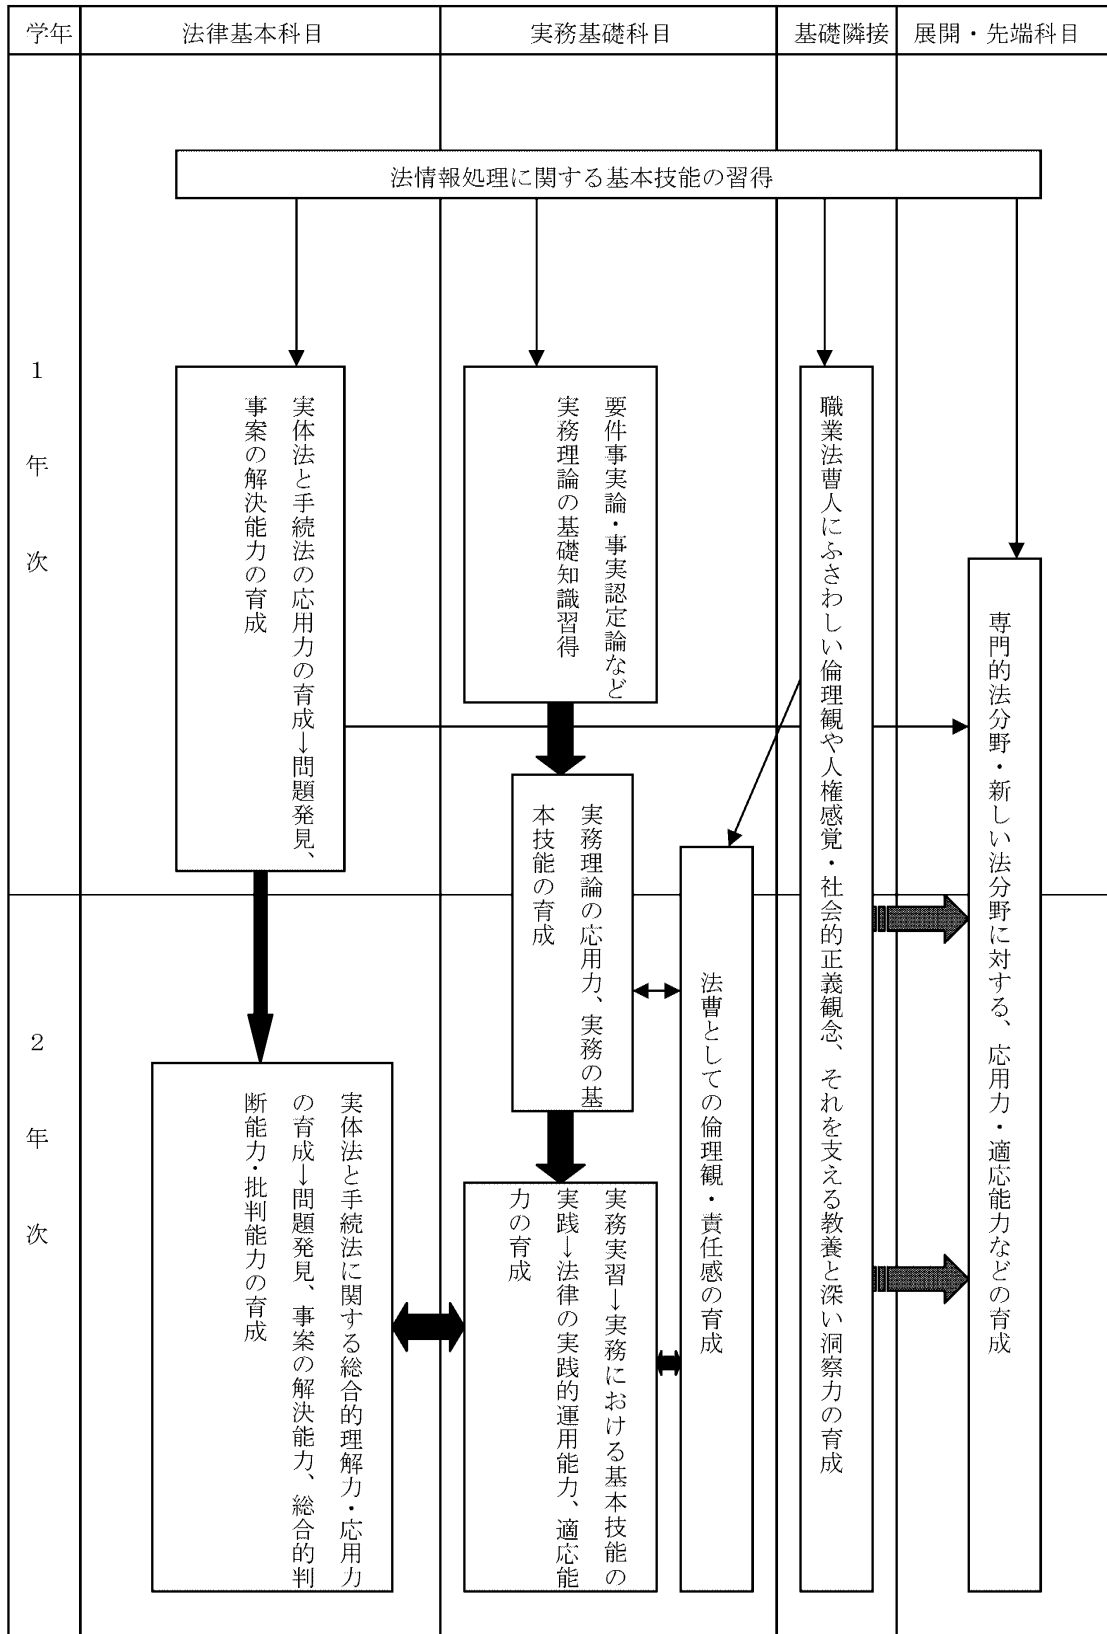 学年
法律基本科目
実務基礎科目
基礎隣接
展開・先端科目
法情報処理に関する基本技能の習得
1年次
実体法と手続法の応用力の育成→問題発見、
事案の解決能力の育成
要件事実論・事実認定論など
実務理論の基礎知識習得
職業法曹人にふさわしい倫理観や人権感覚・社会的正義観念、それを支える教養と深い洞察力の育成
専門的法分野・新しい法分野に対する、応用力・適応能力などの育成
実務理論の応用力、実務の基
本技能の育成
法曹としての倫理観・責任感の育成
2年次
実体法と手続法に関する総合的理解力・応用力
の育成→問題発見、事案の解決能力、総合的判
断能力・批判能力の育成
実務実習→実務における基本技能の
実践→法律の実践的運用能力、適応能
力の育成